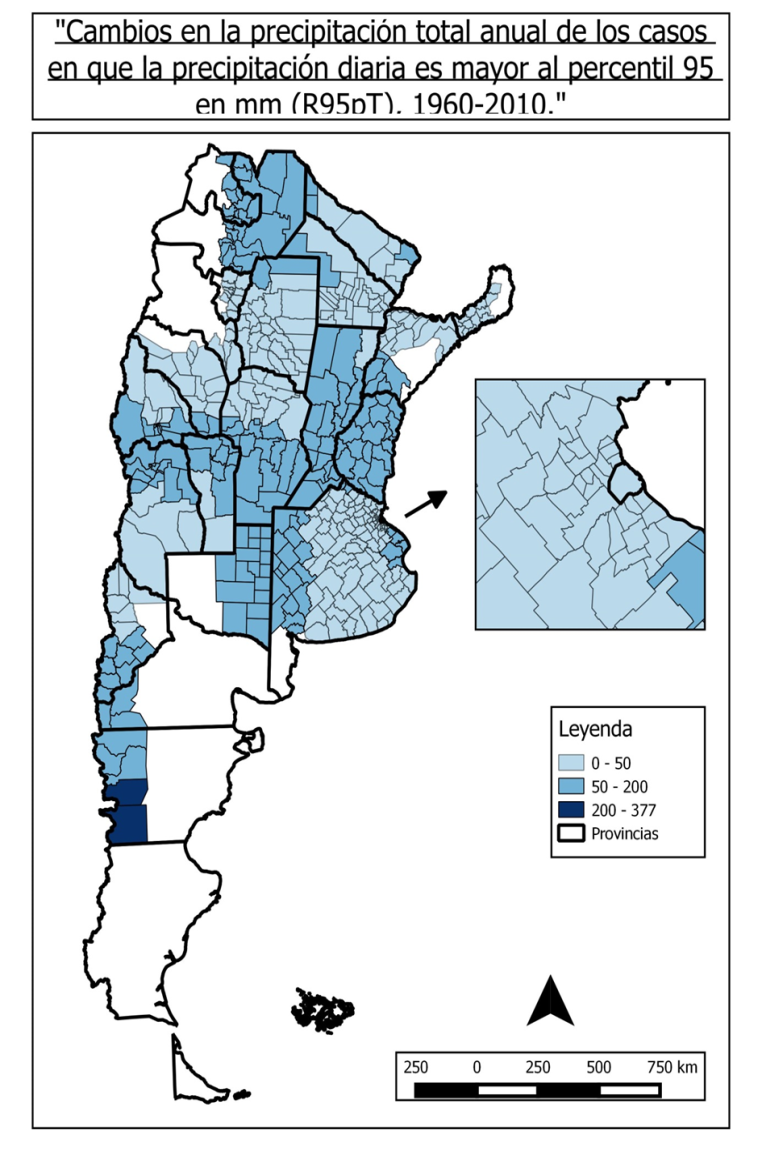 "Cambios en la precipitación total anual de los casos
en que la precipitación diaria es mayor al percentil 95
en mm (R95pT), 1960-2010."
Leyenda
0 - 50
50 - 200
200 - 377
Provincias
250 0 250 500 750 km